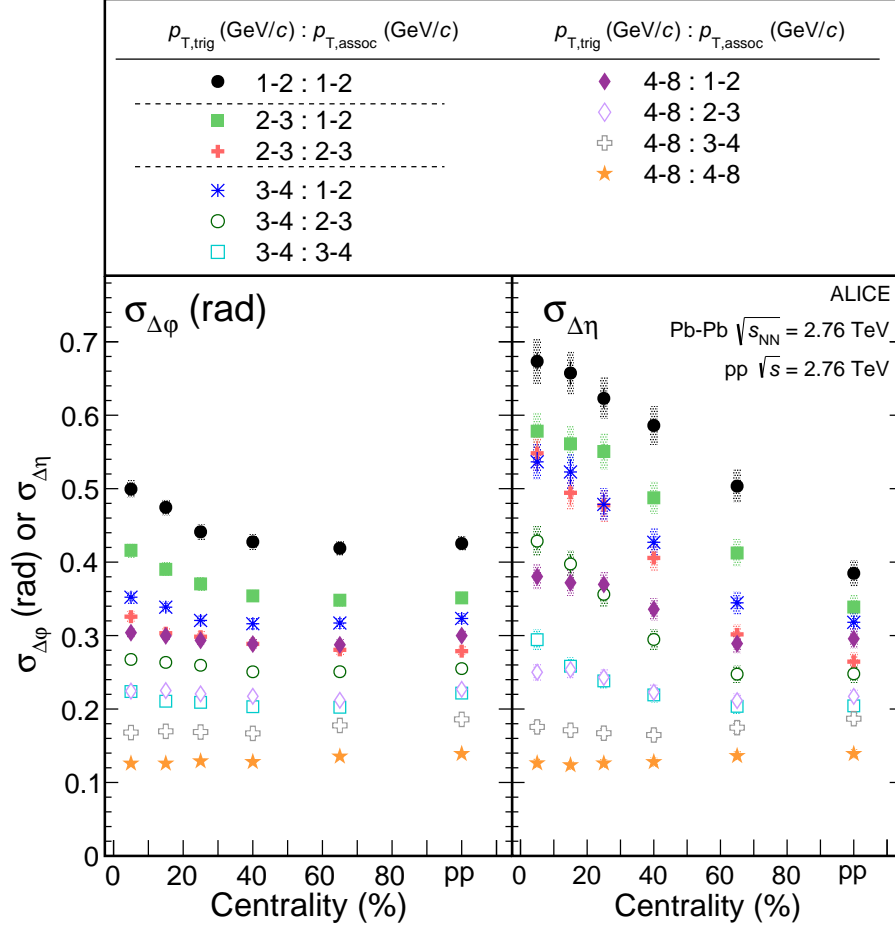 p_T,trig (GeV/c) : p_T,assoc (GeV/c)
p_T,trig (GeV/c) : p_T,assoc (GeV/c)
1-2 : 1-2
2-3 : 1-2
2-3 : 2-3
3-4 : 1-2
3-4 : 2-3
3-4 : 3-4
4-8 : 1-2
4-8 : 2-3
4-8 : 3-4
4-8 : 4-8
σ_Δφ (rad) or σ_Δη
0.7
0.6
0.5
0.4
0.3
0.2
0.1
0
σ_Δφ (rad)
0 20 40 60 80 pp
Centrality (%)
σ_Δη
ALICE
Pb-Pb √s_NN = 2.76 TeV
pp √s = 2.76 TeV
0 20 40 60 80 pp
Centrality (%)